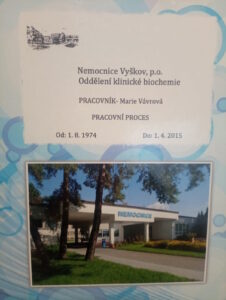 Nemocnice Vyškov, p.o.
Oddělení klinické biochemie
PRACOVNÍK- Marie Vávrová
PRACOVNÍ PROCES
Od: 1. 8. 1974 Do: 1. 4. 2015
NEMOCNICE